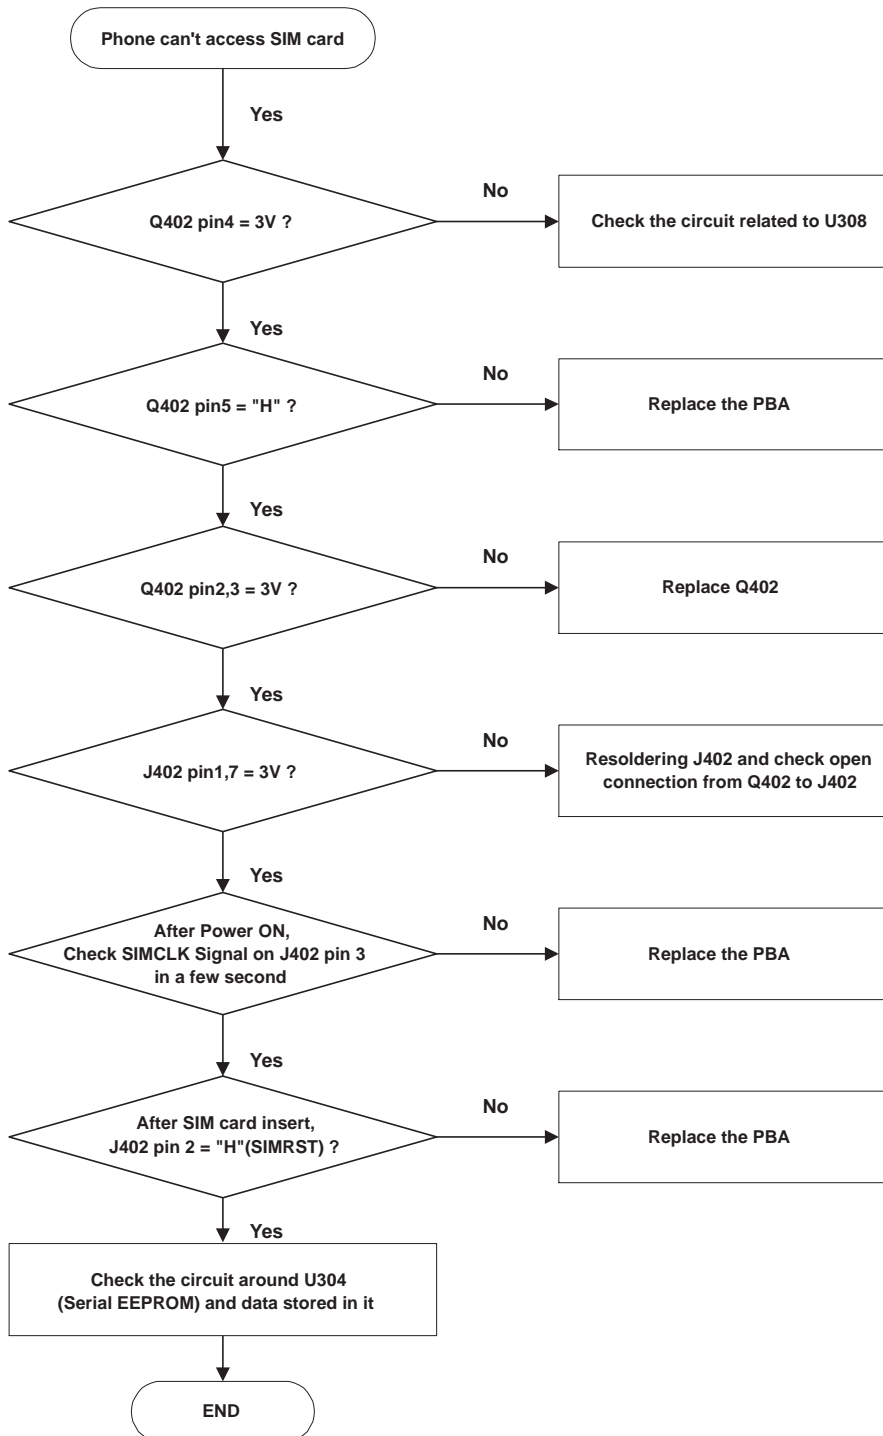 Phone can't access SIM card
Yes
Q402 pin4 = 3V ?
No
Check the circuit related to U308
Yes
Q402 pin5 = "H" ?
No
Replace the PBA
Yes
Q402 pin2,3 = 3V ?
No
Replace Q402
Yes
J402 pin1,7 = 3V ?
No
Resoldering J402 and check open
connection from Q402 to J402
Yes
After Power ON,
Check SIMCLK Signal on J402 pin 3
in a few second
No
Replace the PBA
Yes
After SIM card insert,
J402 pin 2 = "H"(SIMRST) ?
No
Replace the PBA
Yes
Check the circuit around U304
(Serial EEPROM) and data stored in it
END